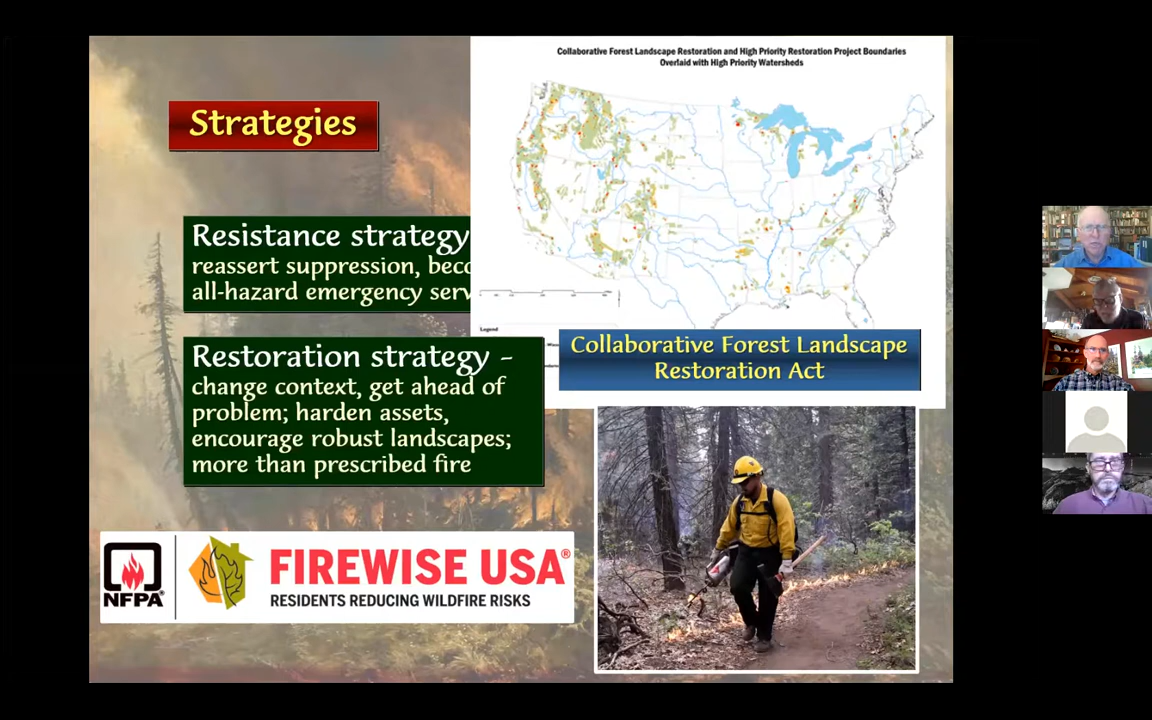 Collaborative Forest Landscape Restoration and High Priority Restoration Project Boundaries
Overlaid with High Priority Watersheds
Strategies
Resistance strategy
reassert suppression,
all-hazard emergency
Legend
Restoration strategy -
change context, get ahead of
problem; harden assets,
encourage robust landscapes;
more than prescribed fire
Collaborative Forest Landscape
Restoration Act
NFPA®
FIREWISE USA®
RESIDENTS REDUCING WILDFIRE RISKS